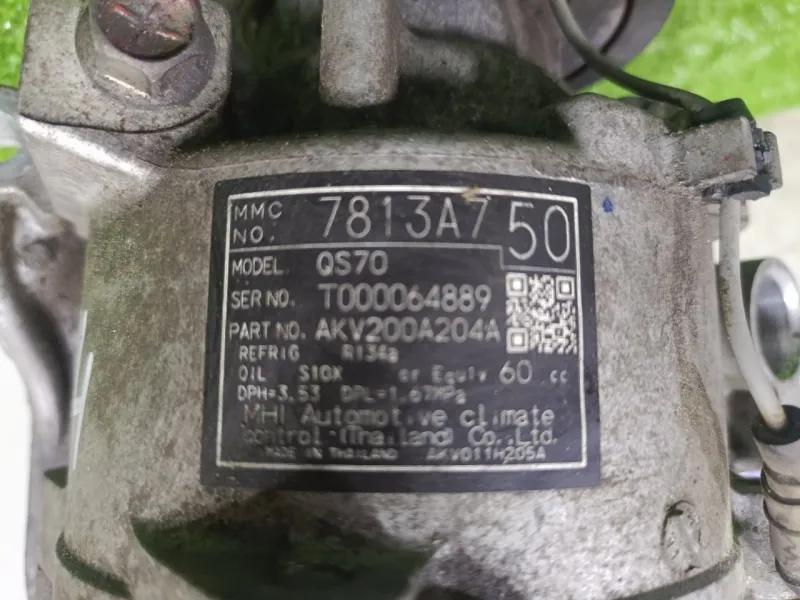 MMC NO. 7813A750
MODEL. QS70
SER NO. T000064889
PART NO. AKV200A204A
REFRIG R134a
OIL S10X or Equiv 60 cc
DPH=3.53 DPL=1.67MPa
MHI Automotive climate
control (Thailand) Co.,Ltd.
MADE IN THAILAND AKV011H205A